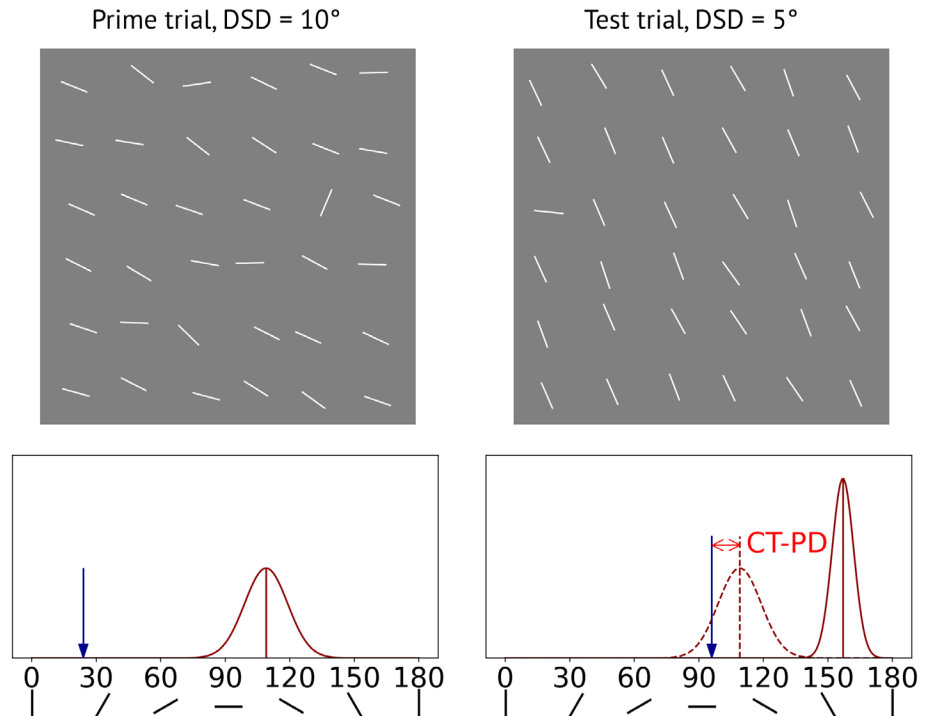 Prime trial, DSD = 10°
Test trial, DSD = 5°
CT-PD
0 30 60 90 120 150 180
0 30 60 90 120 150 180